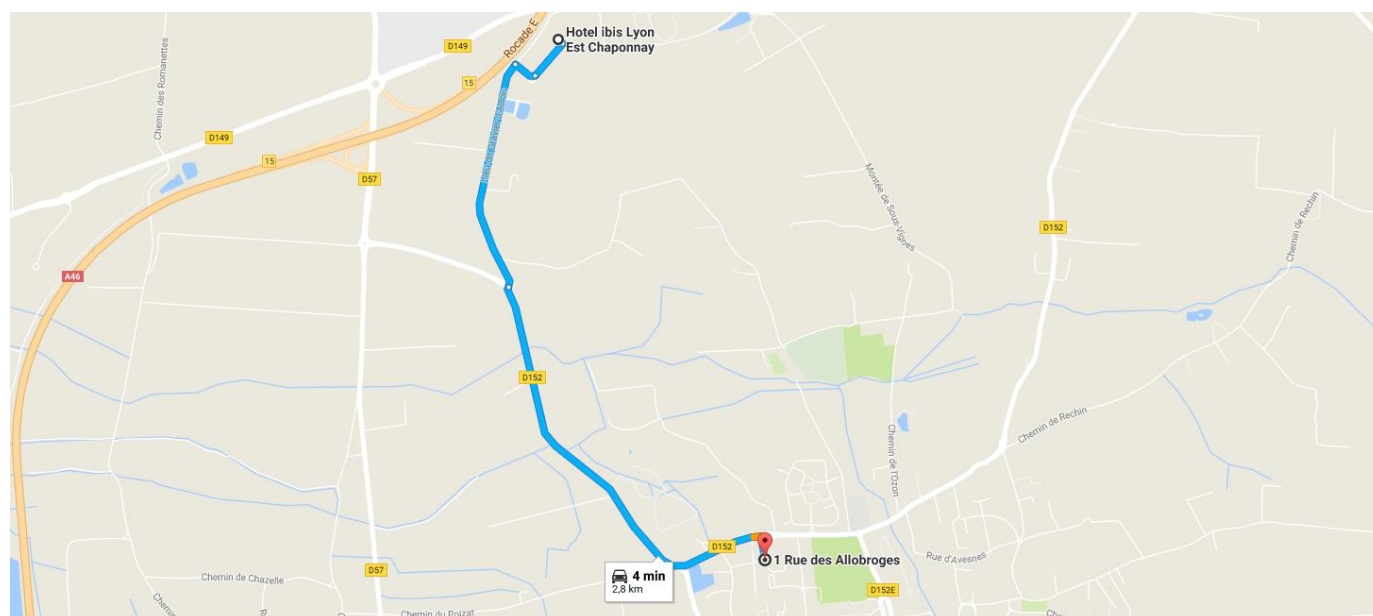 Hotel ibis Lyon
Est Chaponnay
D149
Rocade E
15
Chemin des Romanettes
D149
15
D57
Montée de Sous-Vignes
D152
Chemin de Rechin
A46
D152
Chemin de Rechin
Chemin de l'Ozon
D152
1 Rue des Allobroges
Rue d'Avesnes
4 min
2,8 km
D57
Chemin de Chazelle
D152E
Chemin du Poizat